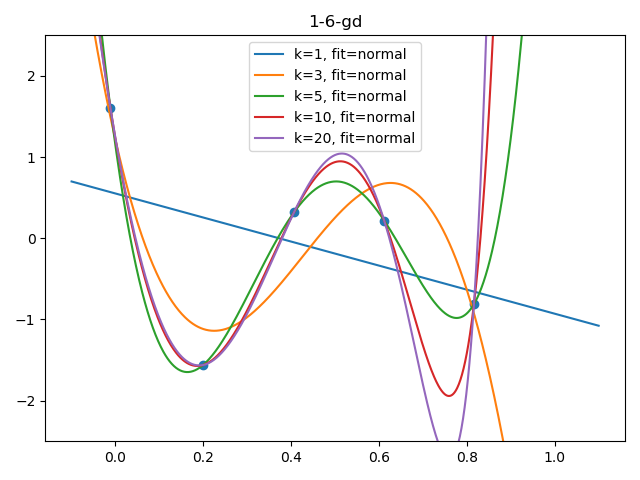 1-6-gd
k=1, fit=normal
k=3, fit=normal
k=5, fit=normal
k=10, fit=normal
k=20, fit=normal
2
1
0
−1
−2
0.0 0.2 0.4 0.6 0.8 1.0